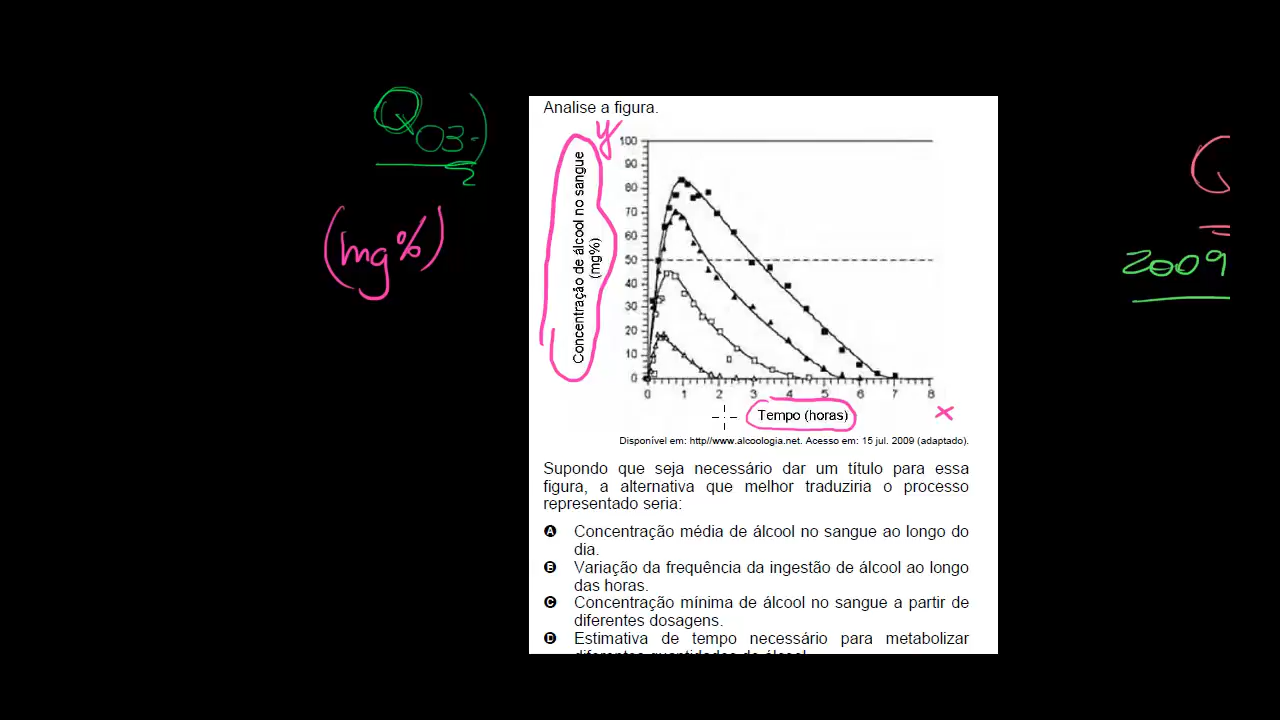 Q03-)
(mg%)
2009
Analise a figura.
y
Concentração de álcool no sangue
(mg%)
100
90
80
70
60
50
40
30
20
10
0
0 1 2 3 4 5 6 7 8
Tempo (horas)
x
Disponível em: http//www.alcoologia.net. Acesso em: 15 jul. 2009 (adaptado).
Supondo que seja necessário dar um título para essa
figura, a alternativa que melhor traduziria o processo
representado seria:
A Concentração média de álcool no sangue ao longo do
dia.
B Variação da frequência da ingestão de álcool ao longo
das horas.
C Concentração mínima de álcool no sangue a partir de
diferentes dosagens.
D Estimativa de tempo necessário para metabolizar
diferentes quantidades de álcool.